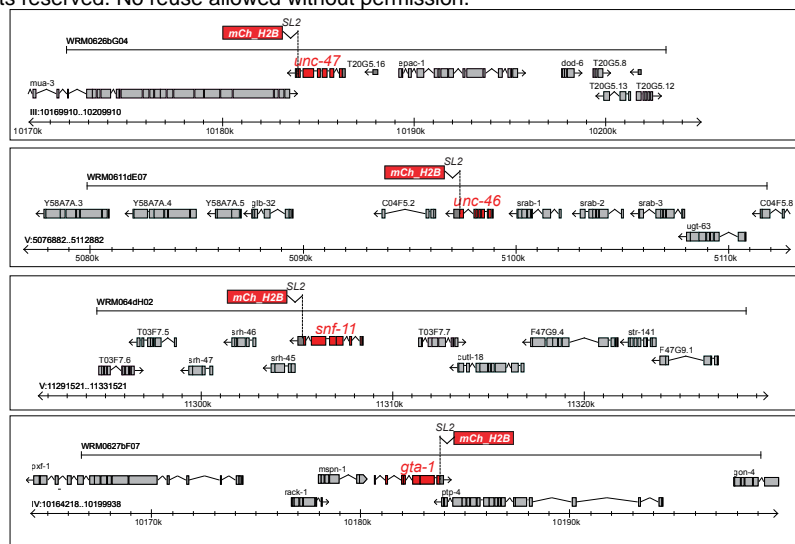 ts reserved. No reuse allowed without permission.
SL2
WRM0626bG04 mCh_H2B
unc-47
mua-3 T20G5.16 epac-1 dod-6 T20G5.8
T20G5.13 T20G5.12
III:10169910..10209910
10170k 10180k 10190k 10200k
SL2
WRM0611dE07 mCh_H2B
Y58A7A.3 Y58A7A.4 Y58A7A.5 glb-32 C04F5.2 unc-46 srab-1 srab-2 srab-3 C04F5.8
ugt-63
V:5076882..5112882
5080k 5090k 5100k 5110k
SL2
WRM064dH02 mCh_H2B
T03F7.5 srh-46 snf-11 T03F7.7 F47G9.4 str-141
T03F7.6 srh-47 srh-45 cutl-18 F47G9.1
V:11291521..11331521
11300k 11310k 11320k
SL2
WRM0627bF07 mCh_H2B
pxf-1 mspn-1 gta-1 gon-4
rack-1 ptp-4
IV:10164218..10199938
10170k 10180k 10190k